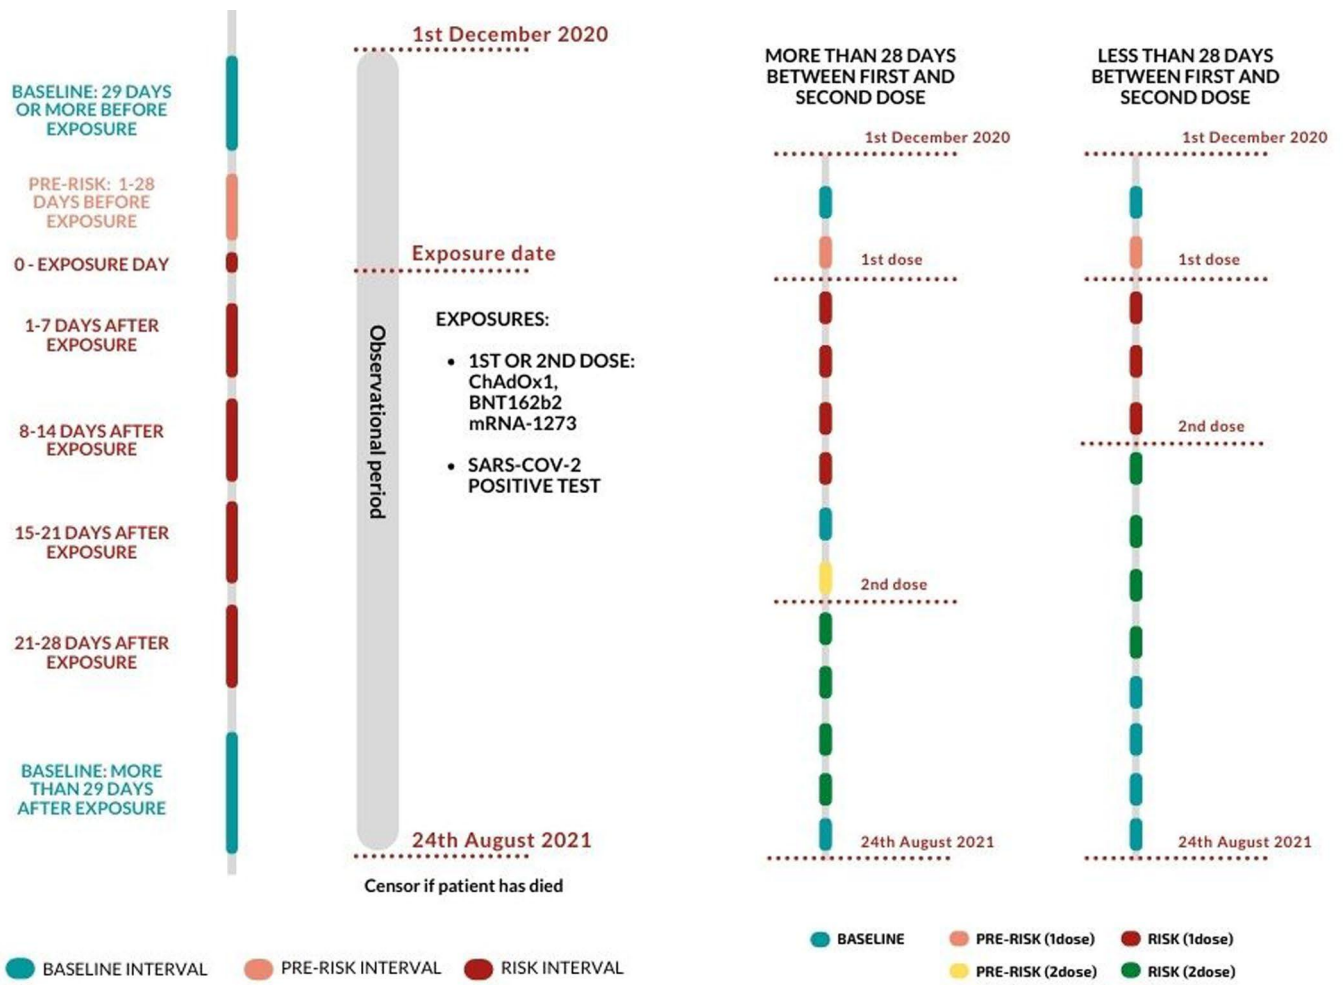 BASELINE: 29 DAYS
OR MORE BEFORE
EXPOSURE
PRE-RISK: 1-28
DAYS BEFORE
EXPOSURE
0 - EXPOSURE DAY
1-7 DAYS AFTER
EXPOSURE
8-14 DAYS AFTER
EXPOSURE
15-21 DAYS AFTER
EXPOSURE
21-28 DAYS AFTER
EXPOSURE
BASELINE: MORE
THAN 29 DAYS
AFTER EXPOSURE
1st December 2020
Exposure date
Observational period
EXPOSURES:
• 1ST OR 2ND DOSE:
ChAdOx1,
BNT162b2
mRNA-1273
• SARS-COV-2
POSITIVE TEST
24th August 2021
Censor if patient has died
BASELINE INTERVAL
PRE-RISK INTERVAL
RISK INTERVAL
MORE THAN 28 DAYS
BETWEEN FIRST AND
SECOND DOSE
1st December 2020
1st dose
2nd dose
24th August 2021
LESS THAN 28 DAYS
BETWEEN FIRST AND
SECOND DOSE
1st December 2020
1st dose
2nd dose
24th August 2021
BASELINE
PRE-RISK (1dose)
RISK (1dose)
PRE-RISK (2dose)
RISK (2dose)